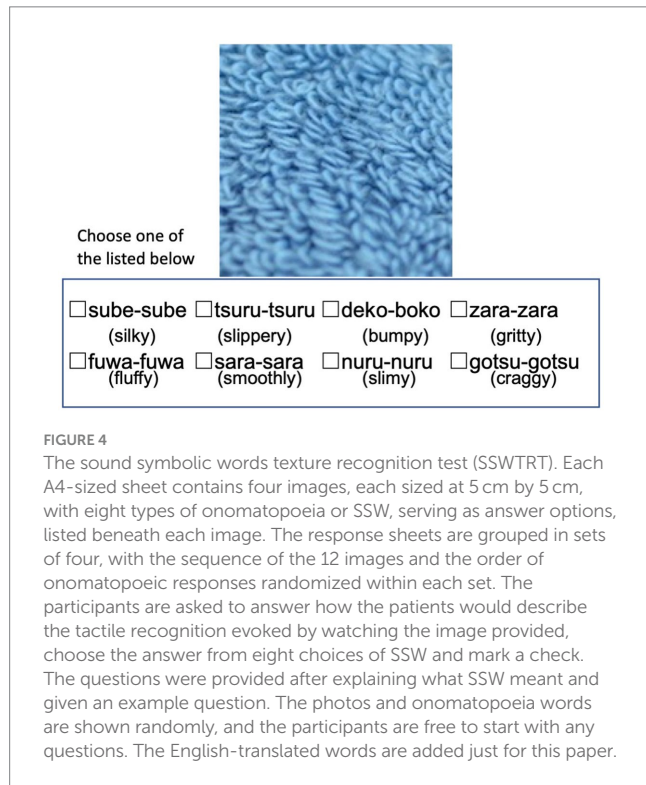 Choose one of
the listed below
☐sube-sube ☐tsuru-tsuru ☐deko-boko ☐zara-zara
(silky) (slippery) (bumpy) (gritty)
☐fuwa-fuwa ☐sara-sara ☐nuru-nuru ☐gotsu-gotsu
(fluffy) (smoothly) (slimy) (craggy)
FIGURE 4
The sound symbolic words texture recognition test (SSWTRT). Each
A4-sized sheet contains four images, each sized at 5 cm by 5 cm,
with eight types of onomatopoeia or SSW, serving as answer options,
listed beneath each image. The response sheets are grouped in sets
of four, with the sequence of the 12 images and the order of
onomatopoeic responses randomized within each set. The
participants are asked to answer how the patients would describe
the tactile recognition evoked by watching the image provided,
choose the answer from eight choices of SSW and mark a check.
The questions were provided after explaining what SSW meant and
given an example question. The photos and onomatopoeia words
are shown randomly, and the participants are free to start with any
questions. The English-translated words are added just for this paper.